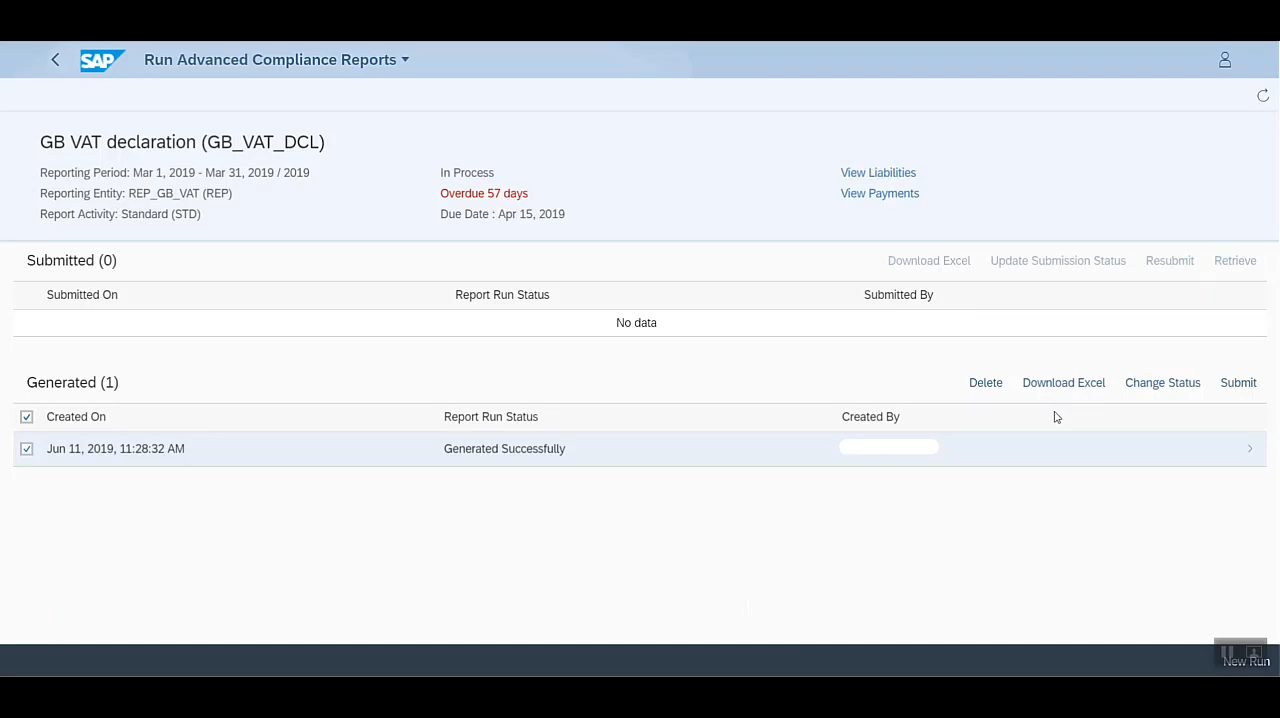 SAP Run Advanced Compliance Reports
GB VAT declaration (GB_VAT_DCL)
Reporting Period: Mar 1, 2019 - Mar 31, 2019 / 2019 In Process View Liabilities
Reporting Entity: REP_GB_VAT (REP) Overdue 57 days View Payments
Report Activity: Standard (STD) Due Date : Apr 15, 2019
Submitted (0) Download Excel Update Submission Status Resubmit Retrieve
Submitted On Report Run Status Submitted By
No data
Generated (1) Delete Download Excel Change Status Submit
Created On Report Run Status Created By
Jun 11, 2019, 11:28:32 AM Generated Successfully
New Run